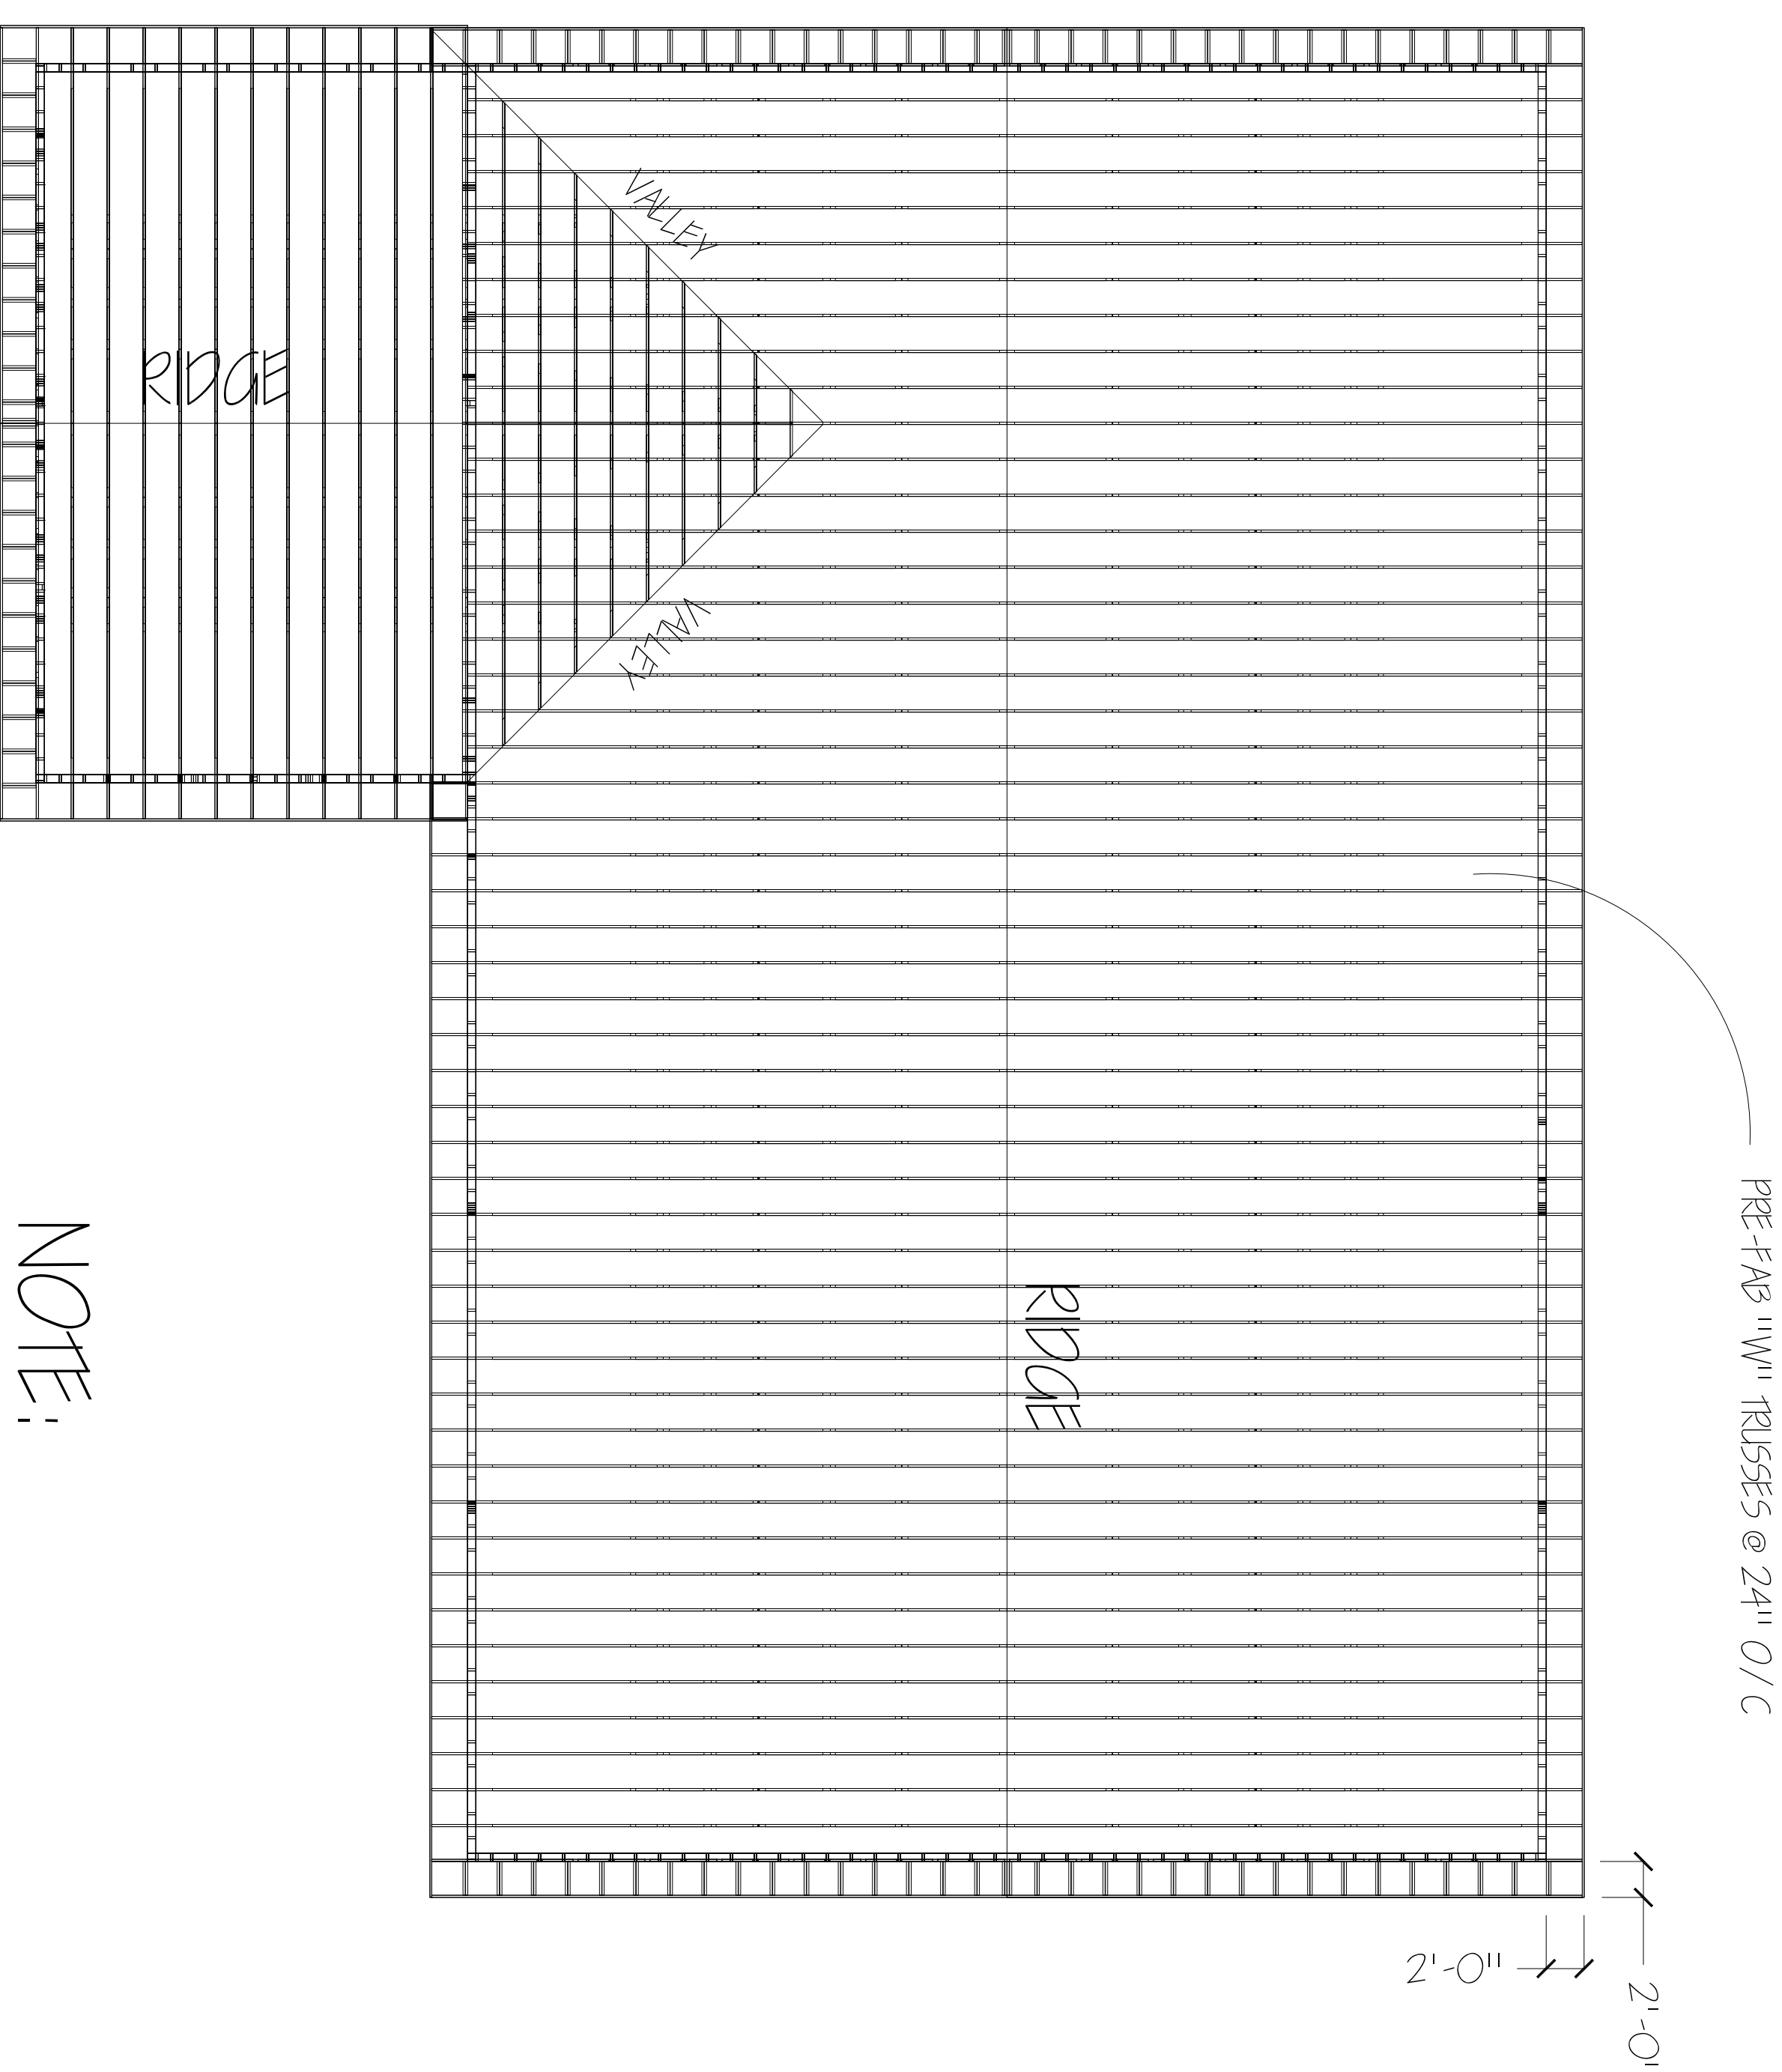 RIDGE
VALLEY
VALLEY
RIDGE
PRE-FAB "W" TRUSSES @ 24" O/C
2'-0"
2'-0"
NOTE: